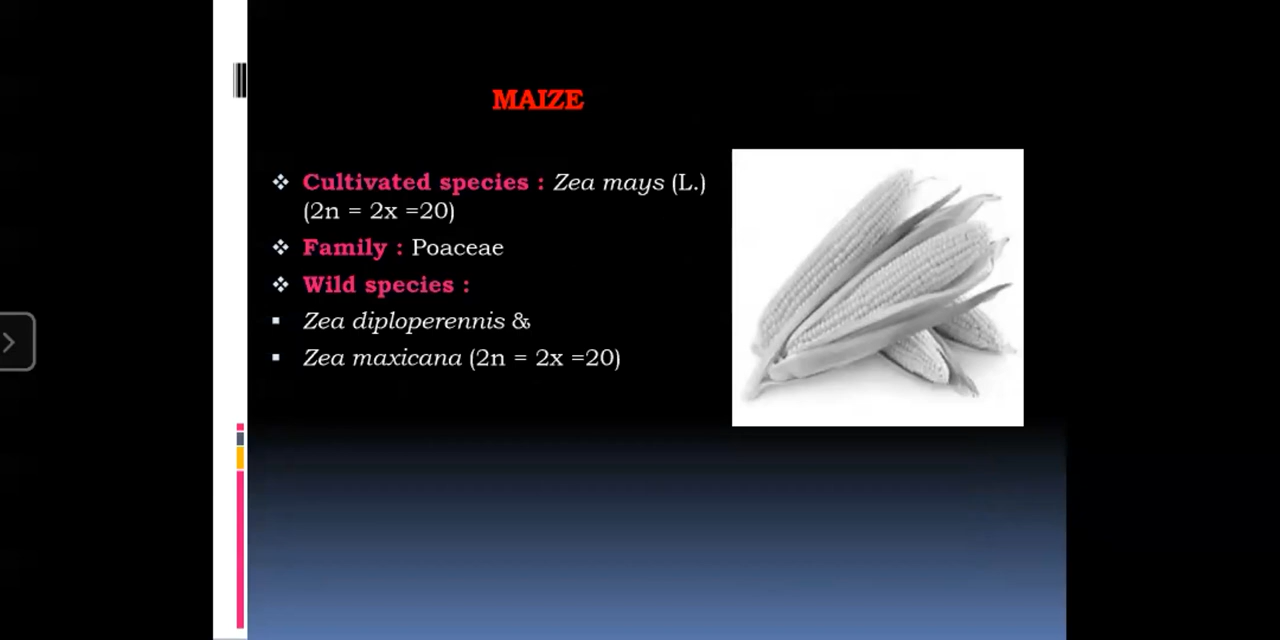 MAIZE
Cultivated species : Zea mays (L.)
(2n = 2x =20)
Family : Poaceae
Wild species :
Zea diploperennis &
Zea maxicana (2n = 2x =20)